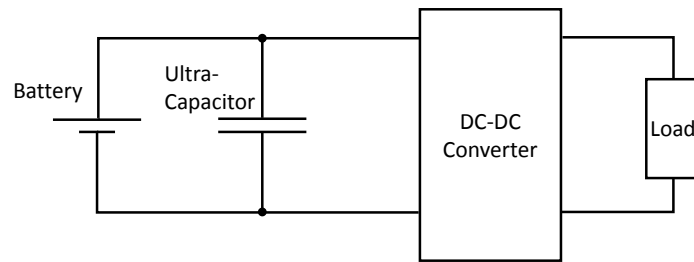 Ultra-
Capacitor
Battery
DC-DC
Converter
Load